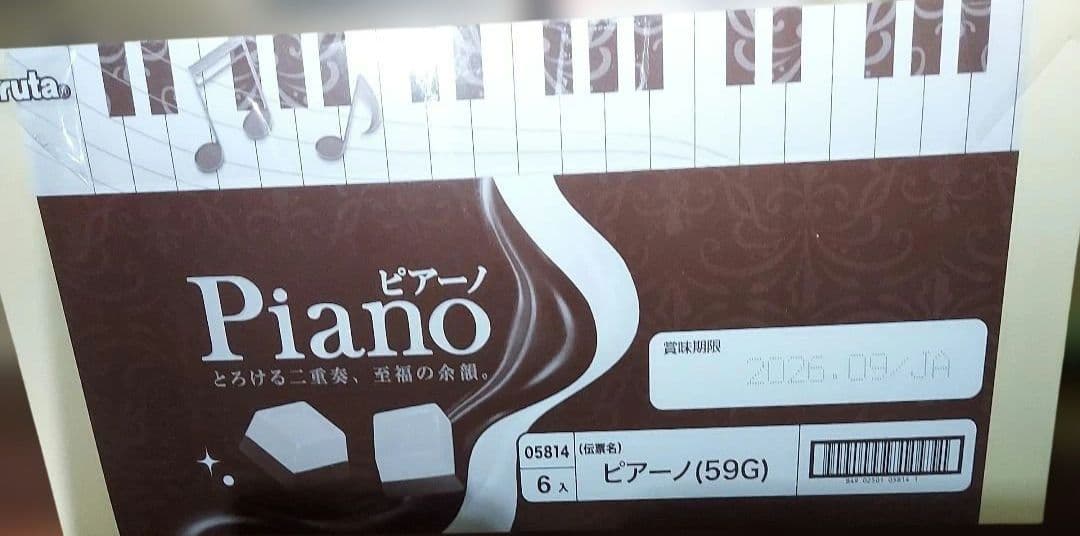 ruta®
ピアーノ
Piano
とろける二重奏、至福の余韻。
賞味期限
2026.09/JA
05814
6入
(伝票名)
ピアーノ(59G)